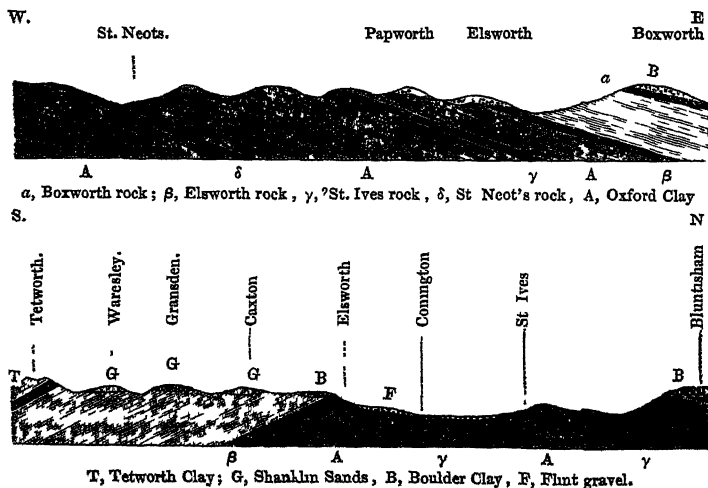 W. E
St. Neots. Papworth Elsworth Boxworth
a B
A δ A γ A β
a, Boxworth rock; β, Elsworth rock, γ, ?St. Ives rock, δ, St Neot's rock, A, Oxford Clay
S. N
Tetworth. Waresley. Gransden. Caxton Elsworth Conington St Ives Bluntisham
T G G G B F B
β A γ A γ
T, Tetworth Clay; G, Shanklin Sands, B, Boulder Clay, F, Flint gravel.